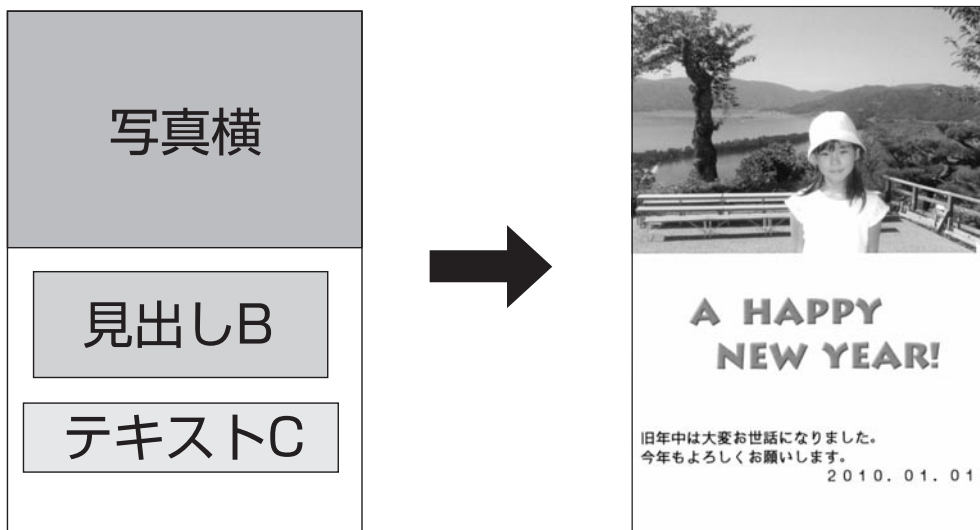 写真横
見出しB
テキストC
A HAPPY
NEW YEAR!
旧年中は大変お世話になりました。
今年もよろしくお願いします。
2010.01.01